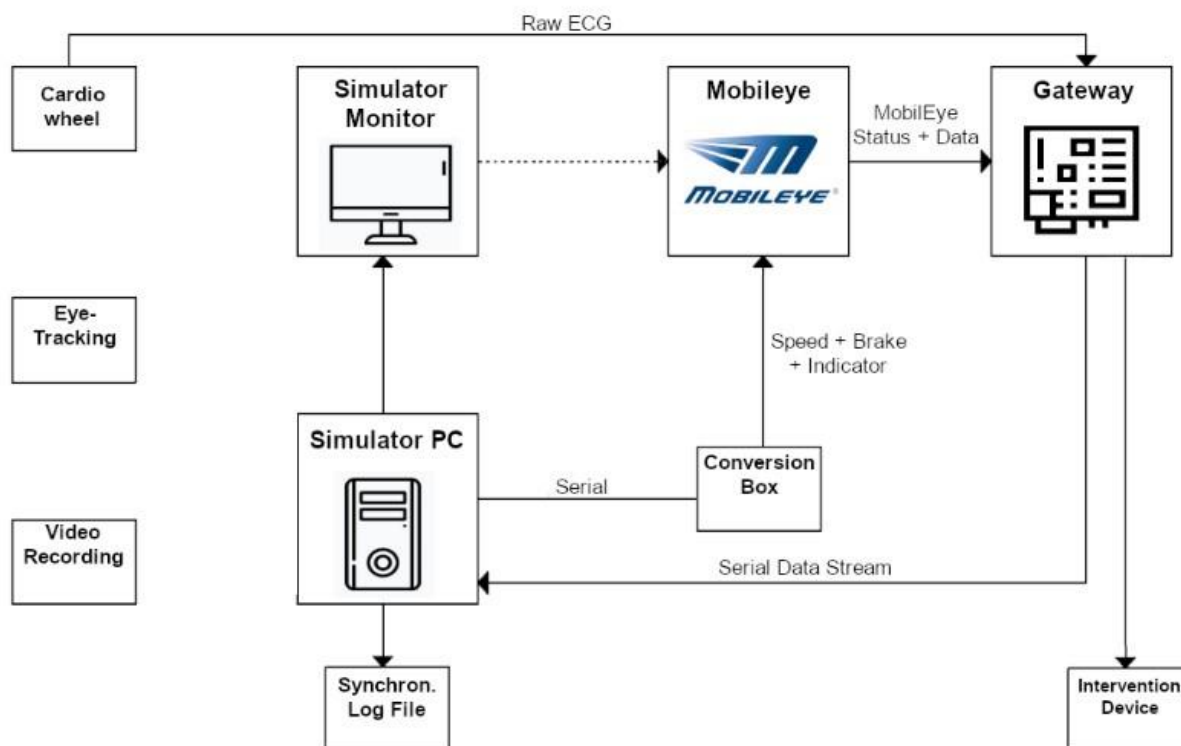 Raw ECG
Cardio
wheel
Simulator
Monitor
Mobileye
MOBILEYE®
MobilEye
Status + Data
Gateway
Eye-
Tracking
Speed + Brake
+ Indicator
Simulator PC
Serial
Conversion
Box
Video
Recording
Serial Data Stream
Synchron.
Log File
Intervention
Device